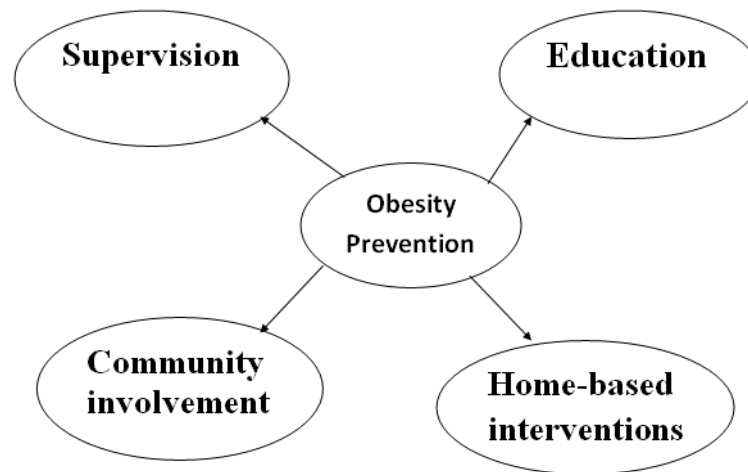 Supervision
Education
Obesity
Prevention
Community
involvement
Home-based
interventions